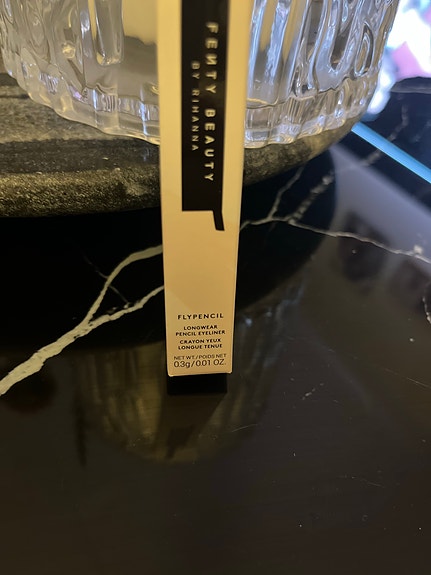 FENTY BEAUTY
BY RIHANNA
FLYPENCIL
LONGWEAR
PENCIL EYELINER
CRAYON YEUX
LONGUE TENUE
NET WT./POIDS NET
0.3g/0.01 OZ.